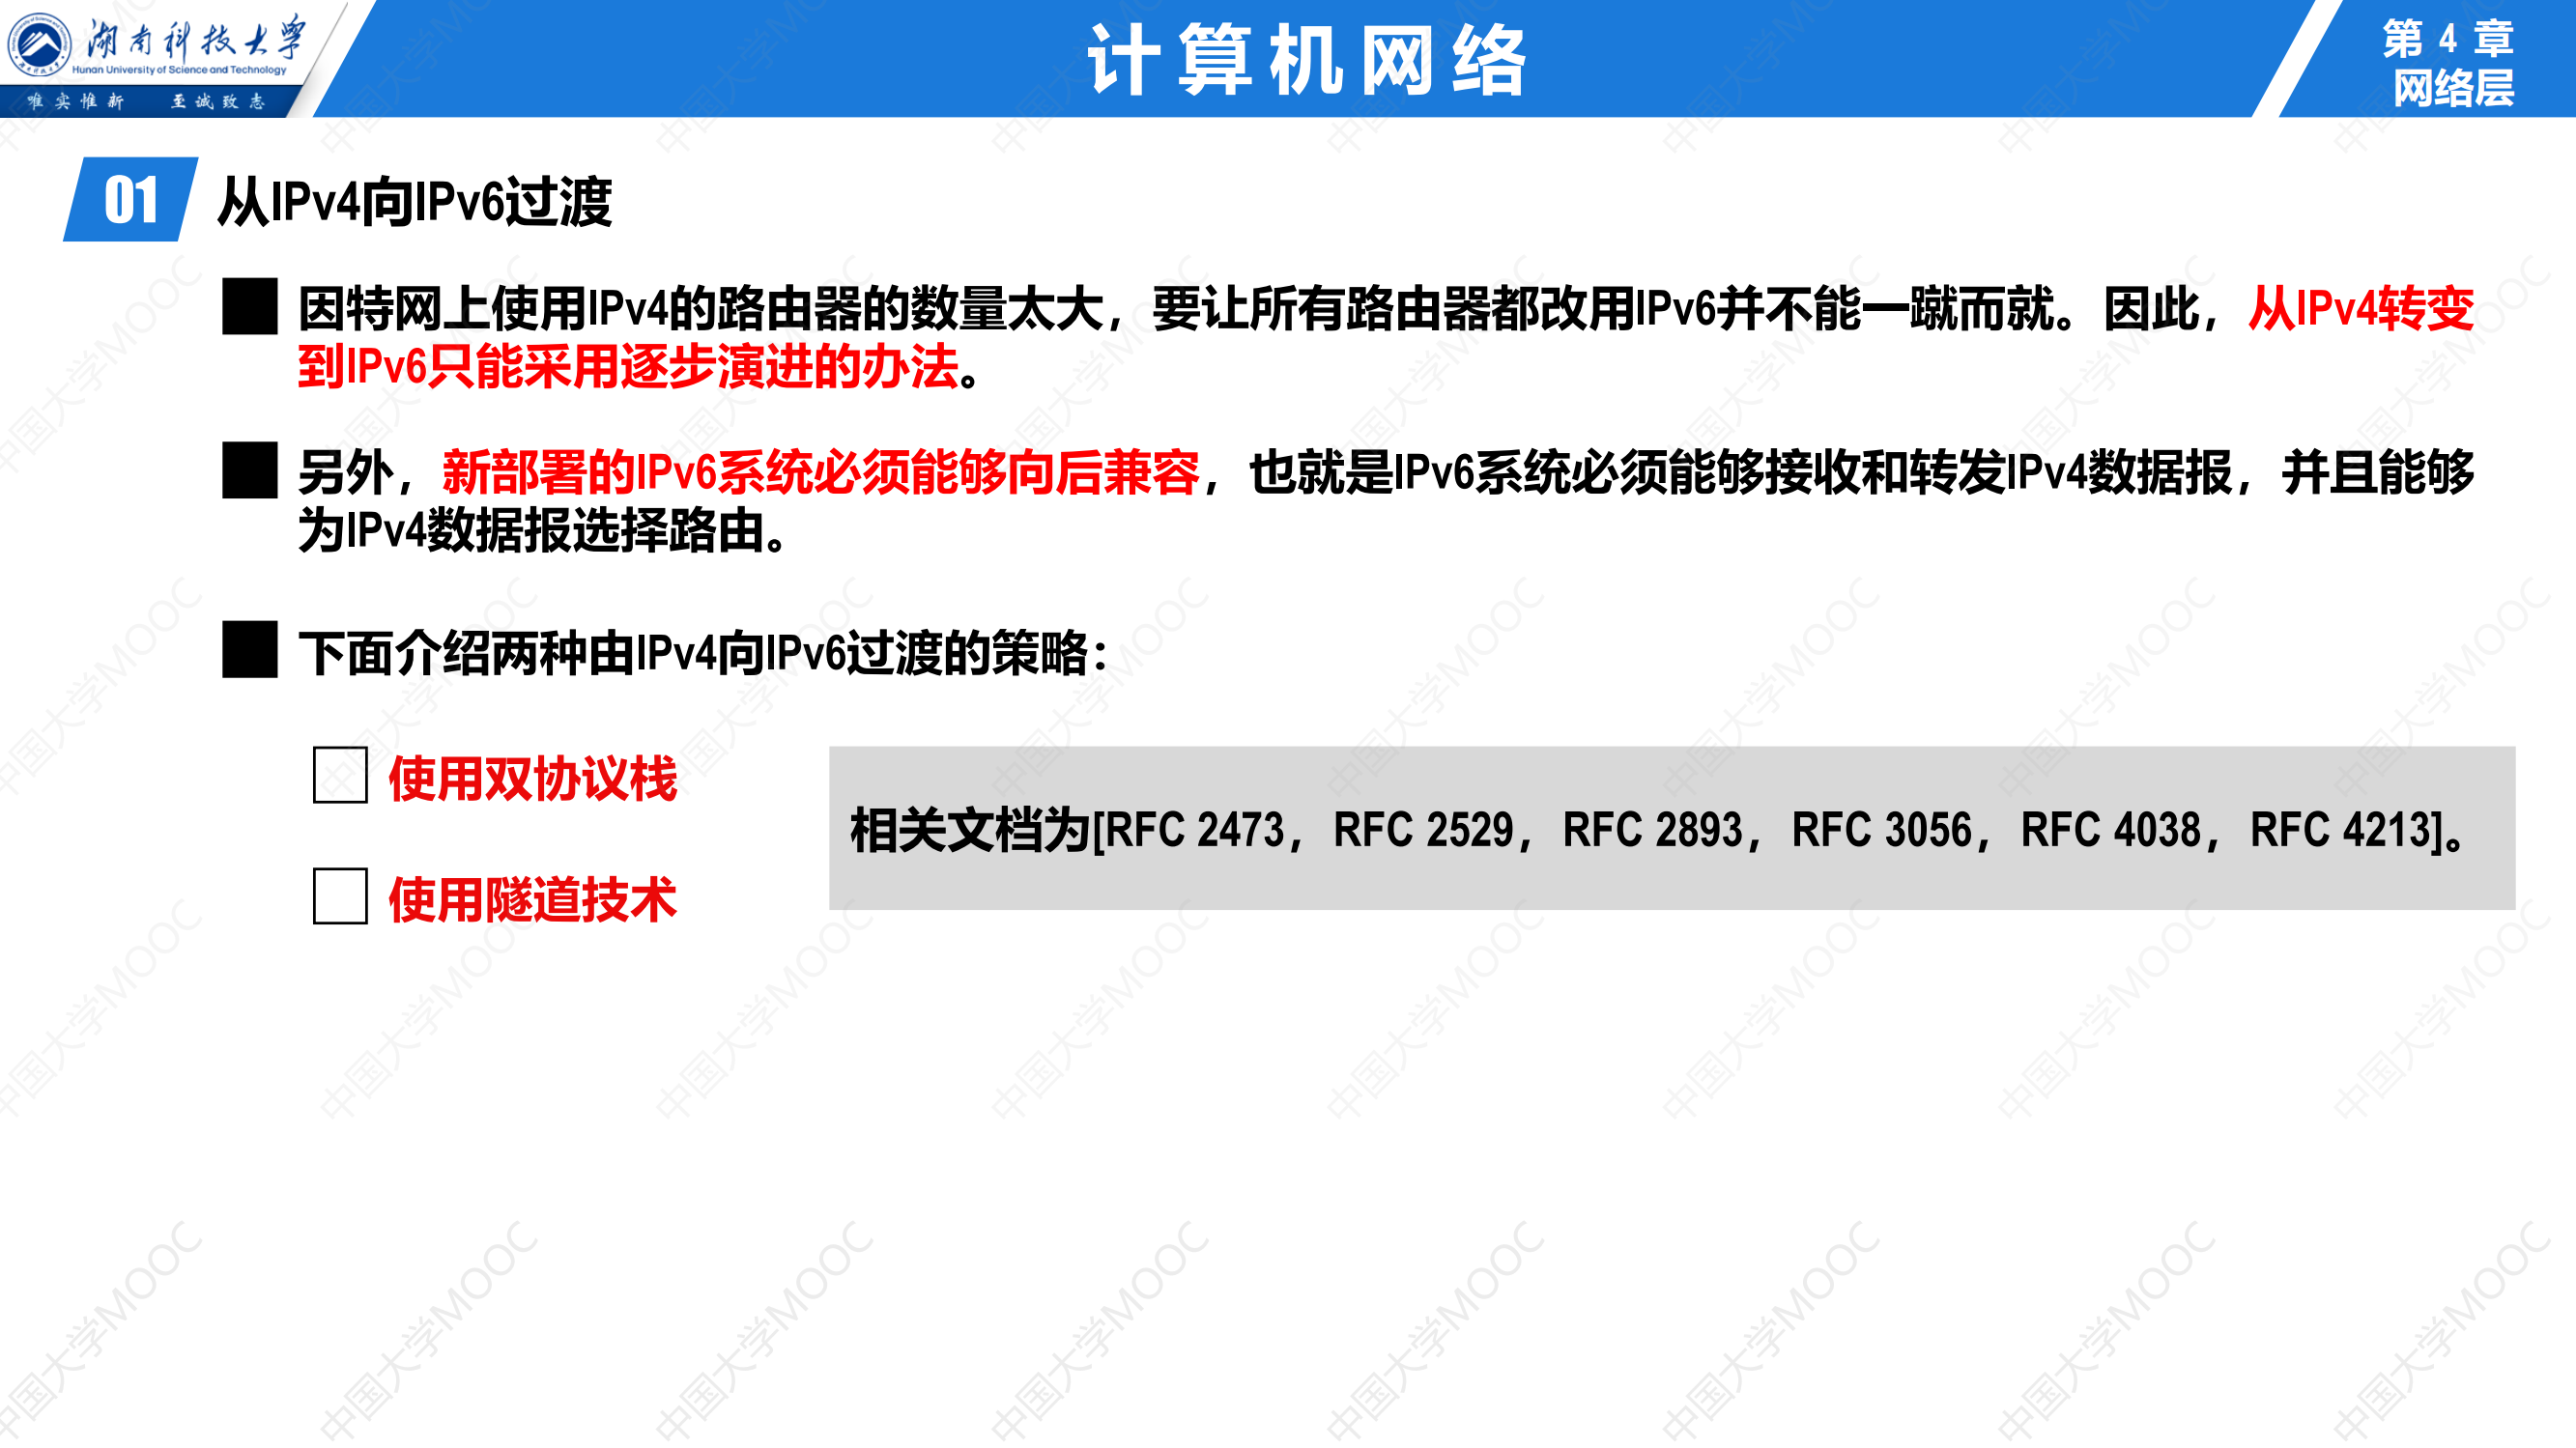 湖南科技大学
Hunan University of Science and Technology
唯实惟新 至诚致志
计算机网络
第 4 章
网络层
01 从IPv4向IPv6过渡
因特网上使用IPv4的路由器的数量太大，要让所有路由器都改用IPv6并不能一蹴而就。因此，从IPv4转变
到IPv6只能采用逐步演进的办法。
另外，新部署的IPv6系统必须能够向后兼容，也就是IPv6系统必须能够接收和转发IPv4数据报，并且能够
为IPv4数据报选择路由。
下面介绍两种由IPv4向IPv6过渡的策略：
使用双协议栈
相关文档为[RFC 2473，RFC 2529，RFC 2893，RFC 3056，RFC 4038，RFC 4213]。
使用隧道技术
中国大学MOOC